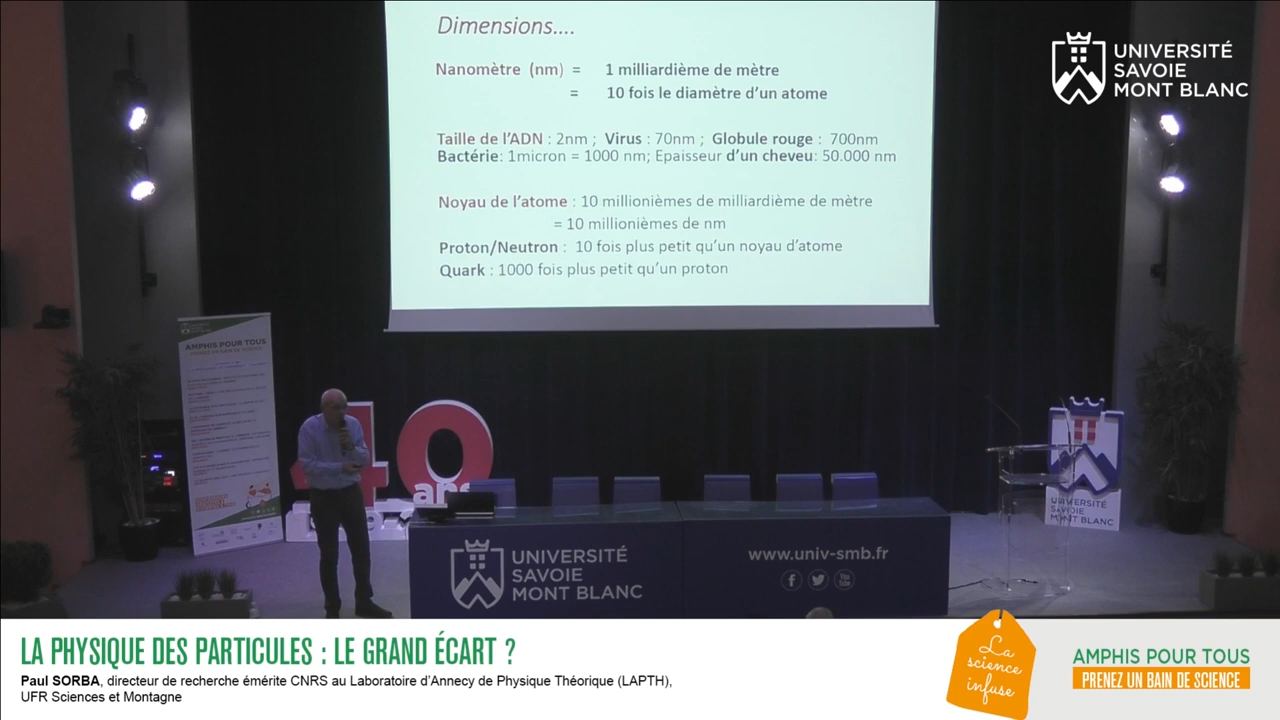 Dimensions....
Nanomètre (nm) = 1 milliardième de mètre
= 10 fois le diamètre d'un atome
Taille de l'ADN : 2nm ; Virus : 70nm ; Globule rouge : 700nm
Bactérie: 1micron = 1000 nm; Epaisseur d'un cheveu: 50.000 nm
Noyau de l'atome : 10 millionièmes de milliardième de mètre
= 10 millionièmes de nm
Proton/Neutron : 10 fois plus petit qu'un noyau d'atome
Quark : 1000 fois plus petit qu'un proton
UNIVERSITÉ
SAVOIE
MONT BLANC
AMPHIS POUR TOUS
40
ans
UNIVERSITÉ
SAVOIE
MONT BLANC
www.univ-smb.fr
UNIVERSITÉ
SAVOIE
MONT BLANC
LA PHYSIQUE DES PARTICULES : LE GRAND ÉCART ?
Paul SORBA, directeur de recherche émérite CNRS au Laboratoire d'Annecy de Physique Théorique (LAPTH),
UFR Sciences et Montagne
La
science
infuse
AMPHIS POUR TOUS
PRENEZ UN BAIN DE SCIENCE